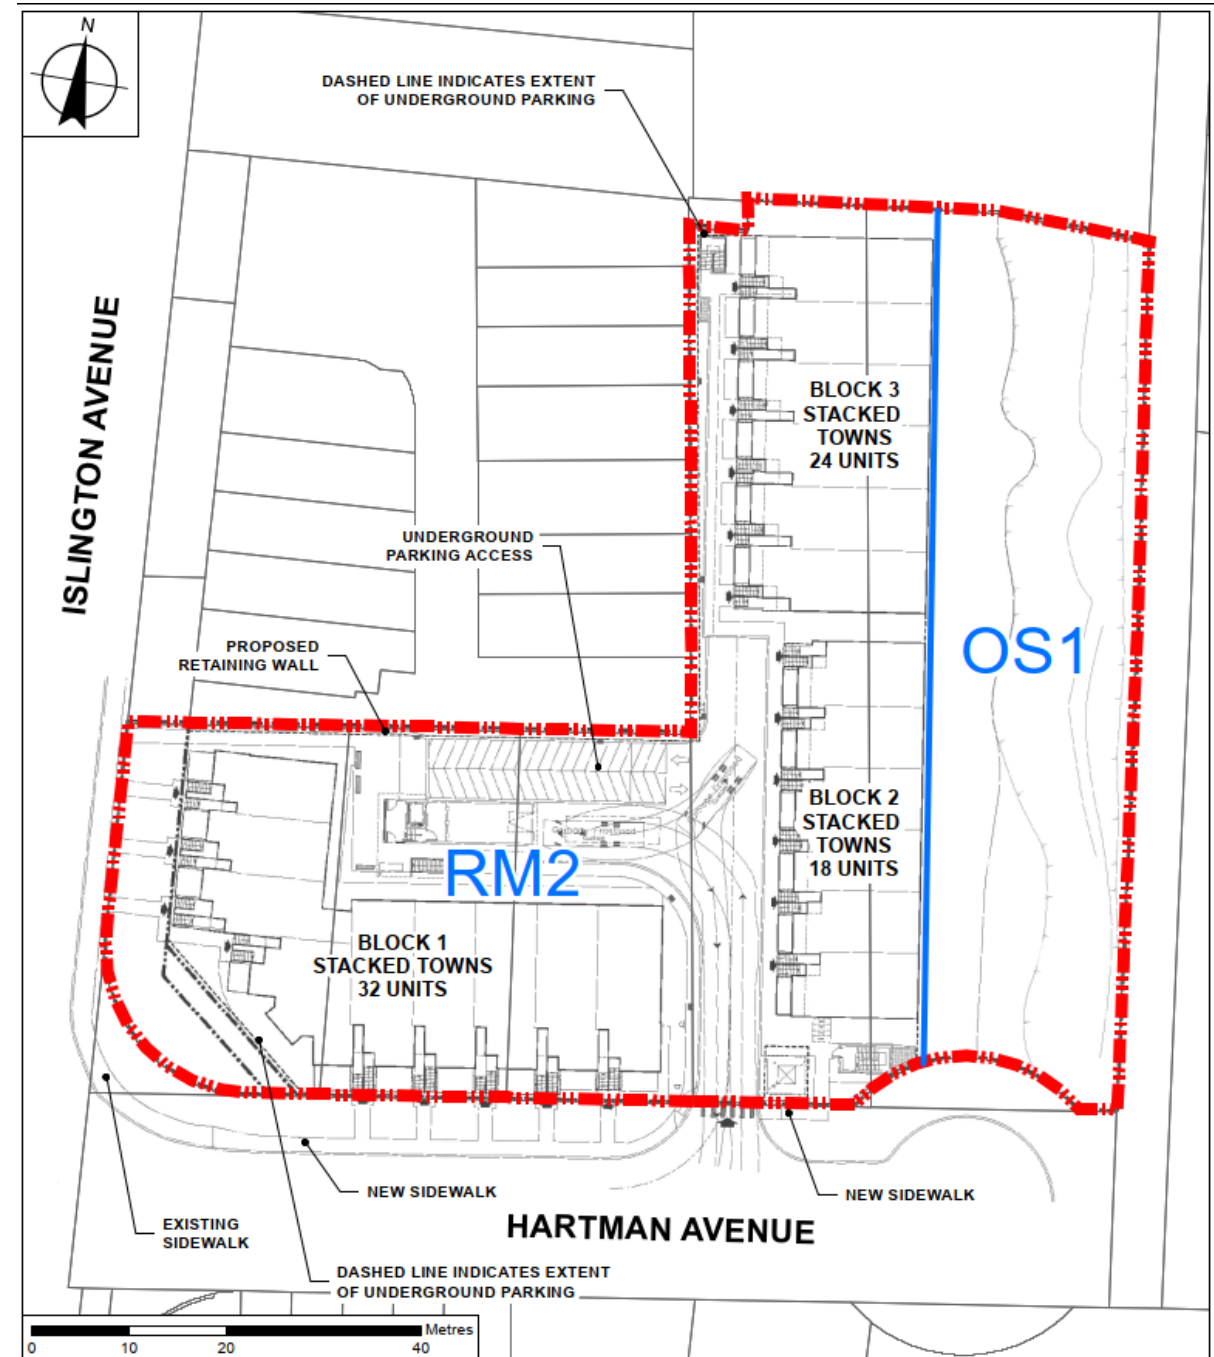 N
DASHED LINE INDICATES EXTENT
OF UNDERGROUND PARKING
ISLINGTON AVENUE
BLOCK 3
STACKED
TOWNS
24 UNITS
UNDERGROUND
PARKING ACCESS
OS1
PROPOSED
RETAINING WALL
BLOCK 2
STACKED
TOWNS
18 UNITS
RM2
BLOCK 1
STACKED TOWNS
32 UNITS
NEW SIDEWALK
NEW SIDEWALK
EXISTING
SIDEWALK
HARTMAN AVENUE
DASHED LINE INDICATES EXTENT
OF UNDERGROUND PARKING
Metres
0 10 20 40